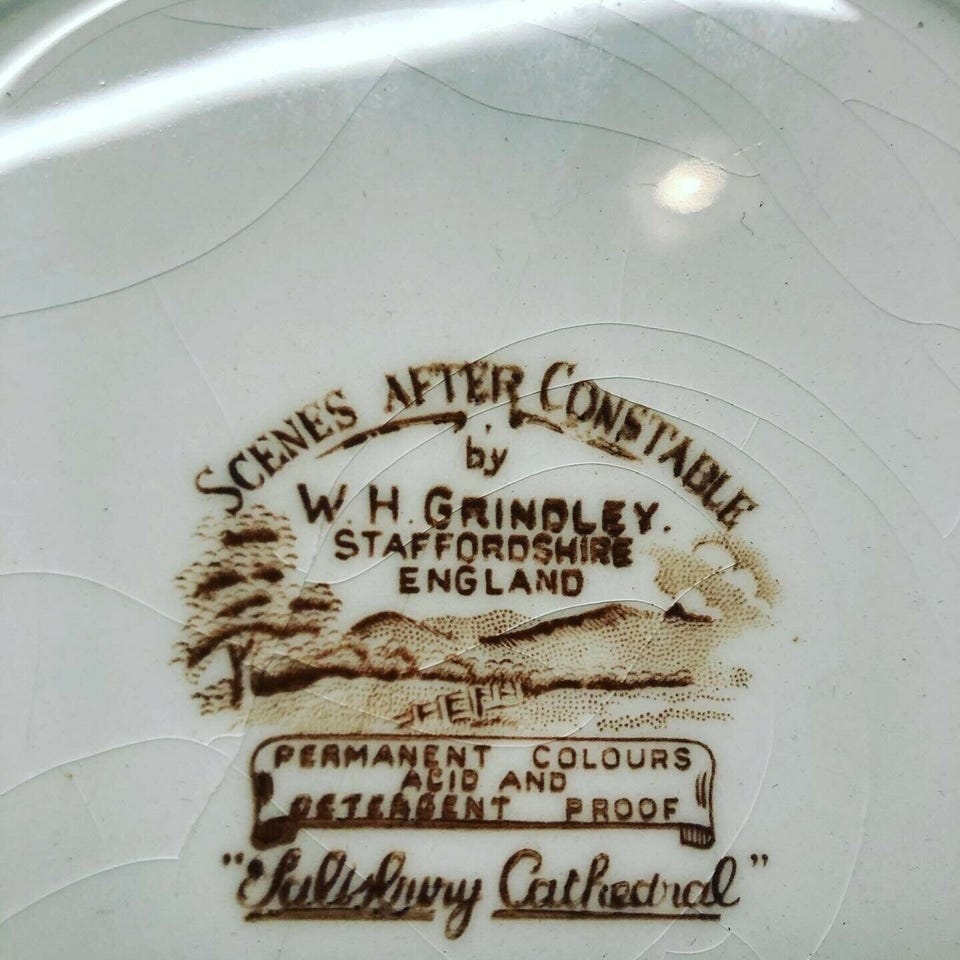 SCENES AFTER CONSTABLE
by
W. H. GRINDLEY.
STAFFORDSHIRE
ENGLAND
PERMANENT COLOURS
ACID AND
DETERGENT PROOF
"Salisbury Cathedral"